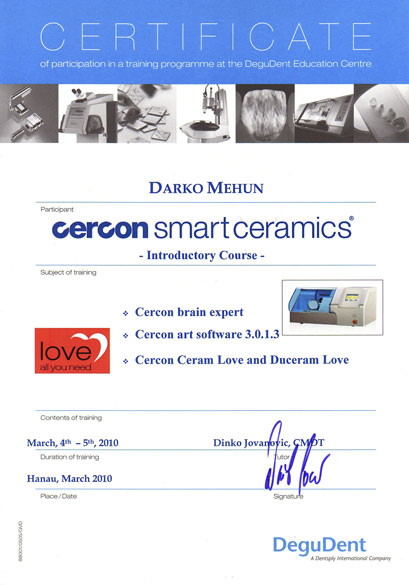 CERTIFICATE
of participation in a training programme at the DeguDent Education Centre
DARKO MEHUN
Participant
cercon smart ceramics®
- Introductory Course -
Subject of training
❖ Cercon brain expert
❖ Cercon art software 3.0.1.3
❖ Cercon Ceram Love and Duceram Love
love
all you need
Contents of training
March, 4th – 5th, 2010 Dinko Jovanovic, CMDT
Duration of training Tutor
Hanau, March 2010
Place/Date Signature
DeguDent
A Dentsply International Company